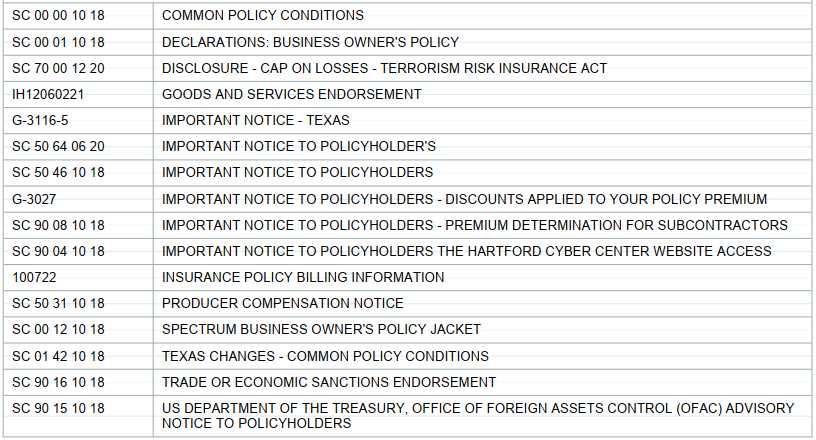 SC 00 00 10 18 COMMON POLICY CONDITIONS
SC 00 01 10 18 DECLARATIONS: BUSINESS OWNER'S POLICY
SC 70 00 12 20 DISCLOSURE - CAP ON LOSSES - TERRORISM RISK INSURANCE ACT
IH12060221 GOODS AND SERVICES ENDORSEMENT
G-3116-5 IMPORTANT NOTICE - TEXAS
SC 50 64 06 20 IMPORTANT NOTICE TO POLICYHOLDER'S
SC 50 46 10 18 IMPORTANT NOTICE TO POLICYHOLDERS
G-3027 IMPORTANT NOTICE TO POLICYHOLDERS - DISCOUNTS APPLIED TO YOUR POLICY PREMIUM
SC 90 08 10 18 IMPORTANT NOTICE TO POLICYHOLDERS - PREMIUM DETERMINATION FOR SUBCONTRACTORS
SC 90 04 10 18 IMPORTANT NOTICE TO POLICYHOLDERS THE HARTFORD CYBER CENTER WEBSITE ACCESS
100722 INSURANCE POLICY BILLING INFORMATION
SC 50 31 10 18 PRODUCER COMPENSATION NOTICE
SC 00 12 10 18 SPECTRUM BUSINESS OWNER'S POLICY JACKET
SC 01 42 10 18 TEXAS CHANGES - COMMON POLICY CONDITIONS
SC 90 16 10 18 TRADE OR ECONOMIC SANCTIONS ENDORSEMENT
SC 90 15 10 18 US DEPARTMENT OF THE TREASURY, OFFICE OF FOREIGN ASSETS CONTROL (OFAC) ADVISORY
NOTICE TO POLICYHOLDERS